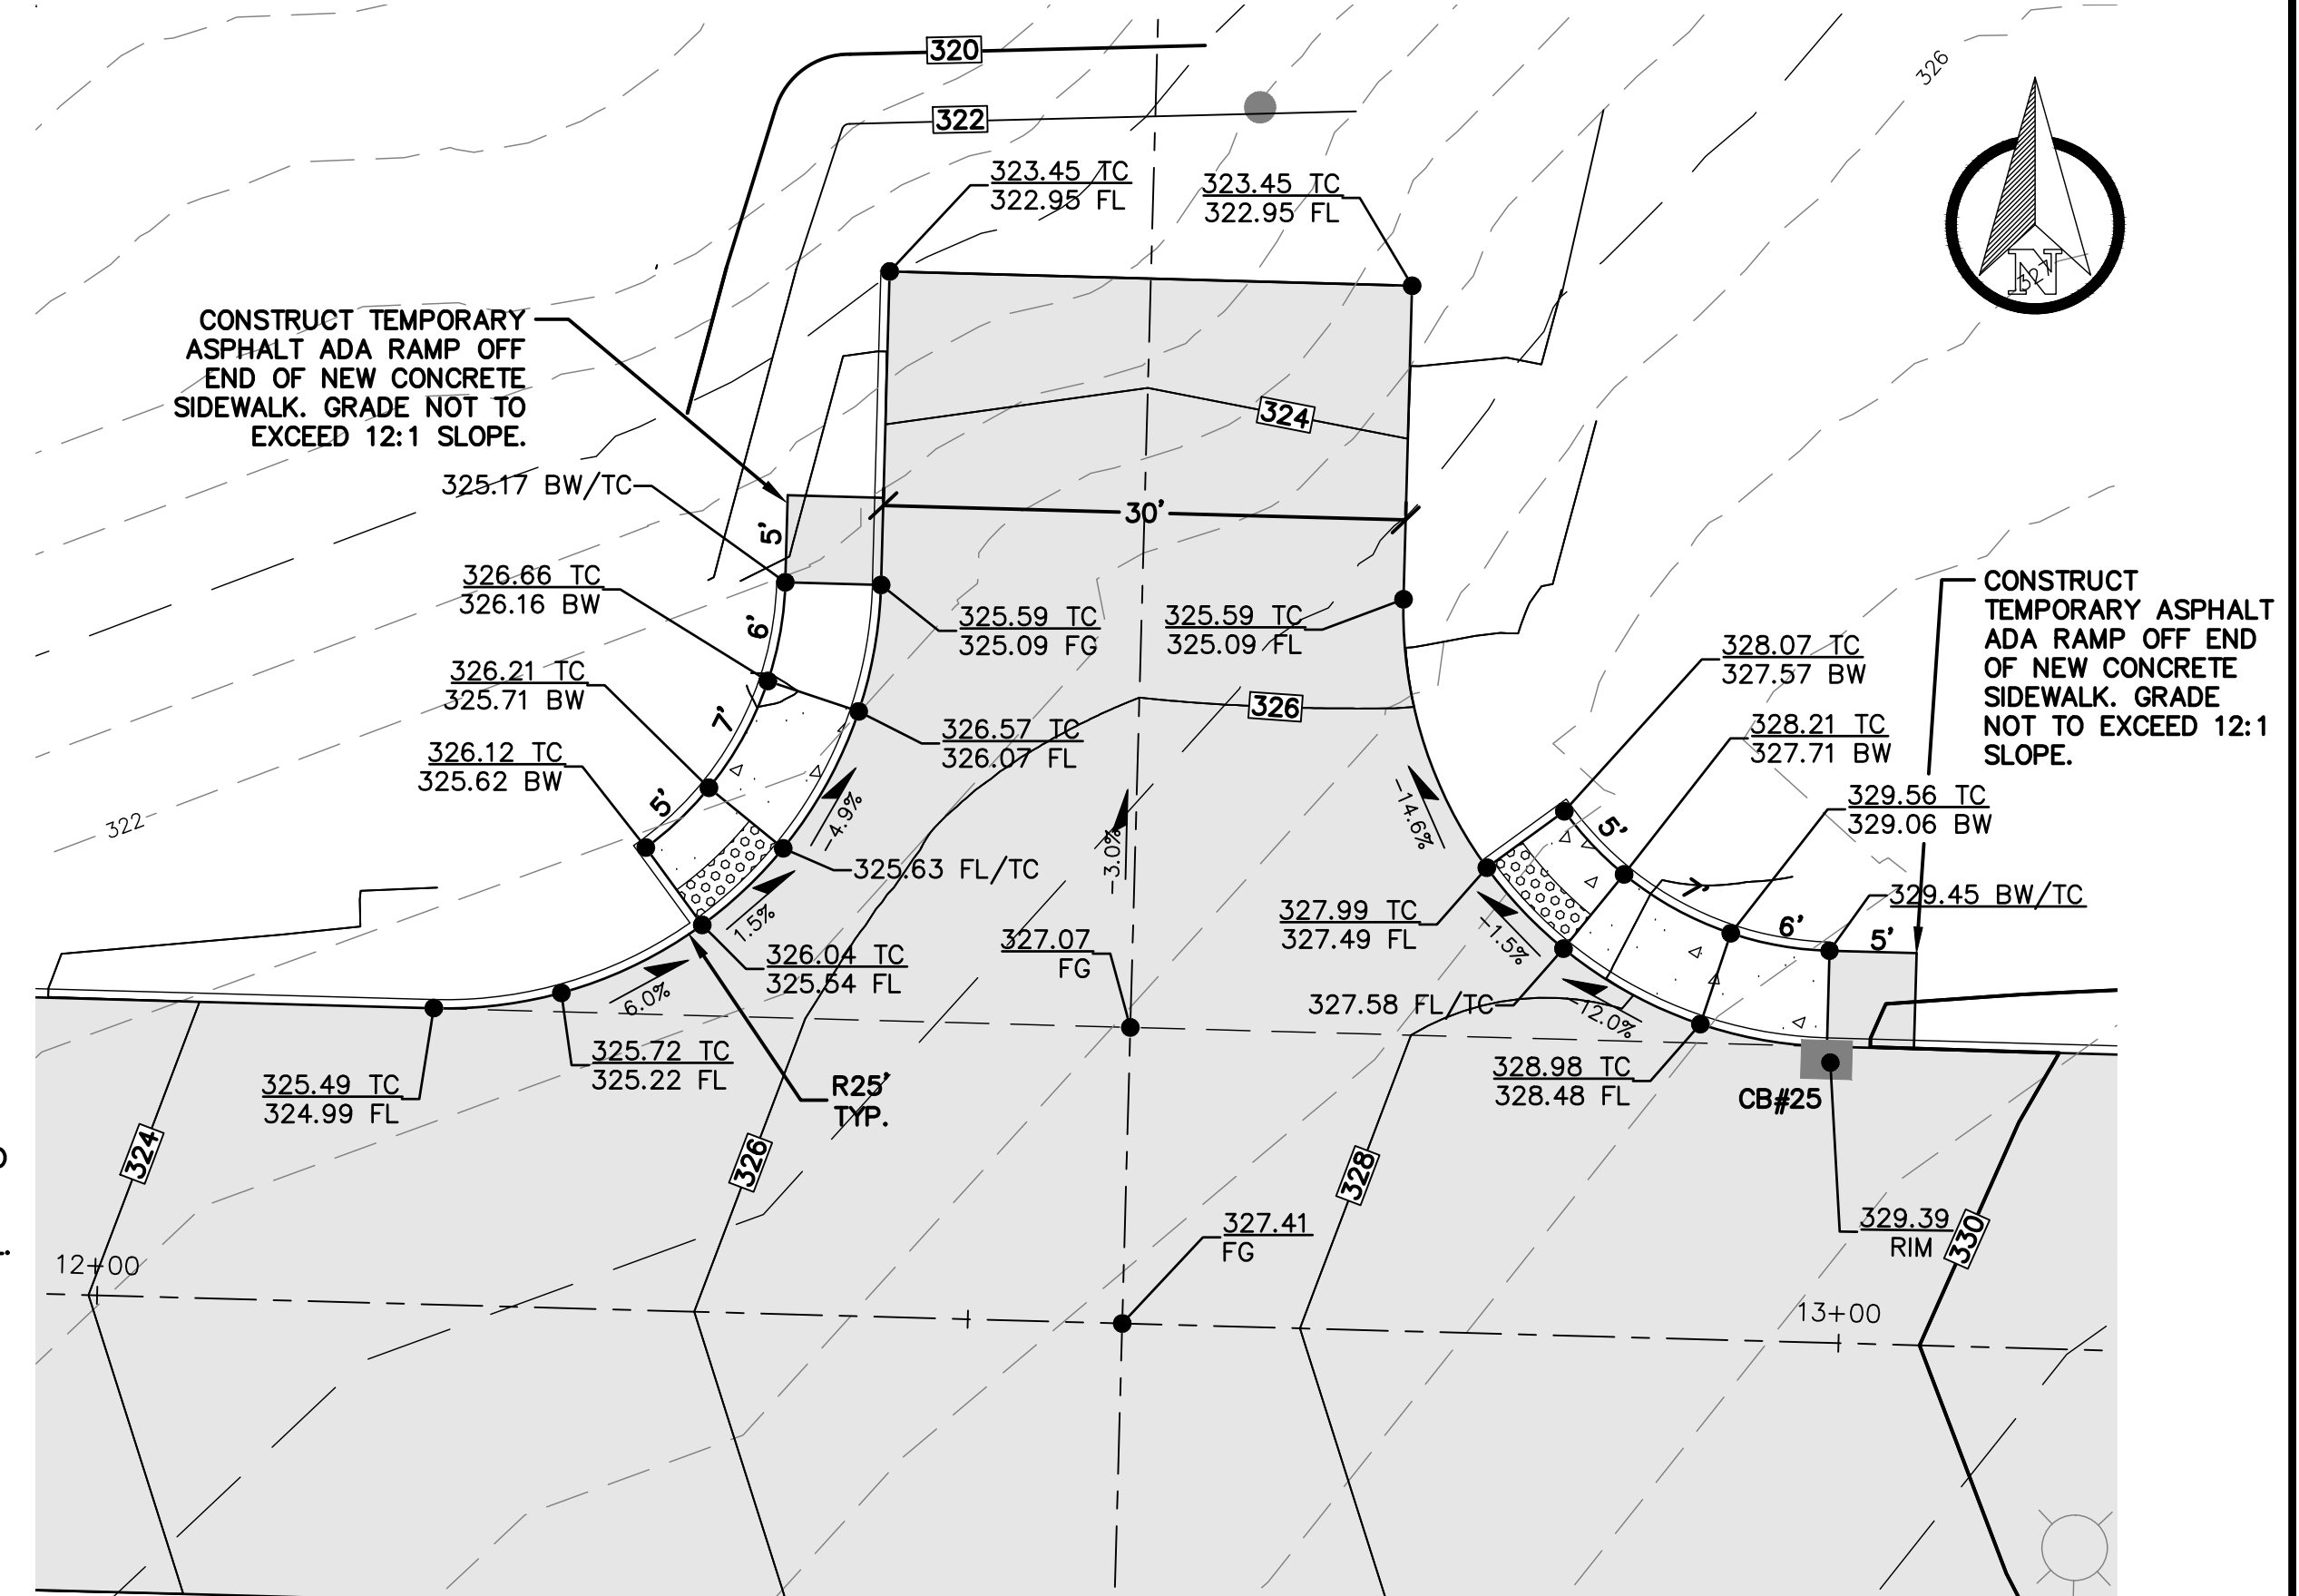 320
322
326
323.45 TC
322.95 FL
323.45 TC
322.95 FL
N
327
CONSTRUCT TEMPORARY
ASPHALT ADA RAMP OFF
END OF NEW CONCRETE
SIDEWALK. GRADE NOT TO
EXCEED 12:1 SLOPE.
324
325.17 BW/TC
30'
5'
326.66 TC
326.16 BW
6'
325.59 TC
325.09 FG
325.59 TC
325.09 FL
CONSTRUCT
TEMPORARY ASPHALT
ADA RAMP OFF END
OF NEW CONCRETE
SIDEWALK. GRADE
NOT TO EXCEED 12:1
SLOPE.
326.21 TC
325.71 BW
7'
326
328.07 TC
327.57 BW
326.12 TC
325.62 BW
326.57 TC
326.07 FL
328.21 TC
327.71 BW
5'
-4.9%
-3.0%
-14.6%
5'
329.56 TC
329.06 BW
322
325.63 FL/TC
7'
329.45 BW/TC
1.5%
327.99 TC
327.49 FL
-1.5%
6'
5'
326.04 TC
325.54 FL
327.07
FG
6.0%
327.58 FL/TC
-12.0%
325.72 TC
325.22 FL
325.49 TC
324.99 FL
R25'
TYP.
328.98 TC
328.48 FL
CB#25
324
326
328
327.41
FG
329.39
RIM
330
12+00
13+00